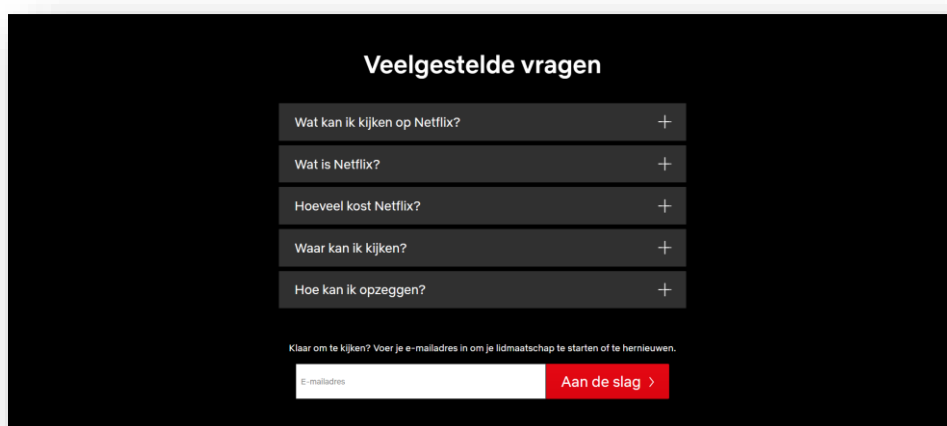 Veelgestelde vragen
Wat kan ik kijken op Netflix?
Wat is Netflix?
Hoeveel kost Netflix?
Waar kan ik kijken?
Hoe kan ik opzeggen?
Klaar om te kijken? Voer je e-mailadres in om je lidmaatschap te starten of te hernieuwen.
E-mailadres
Aan de slag >